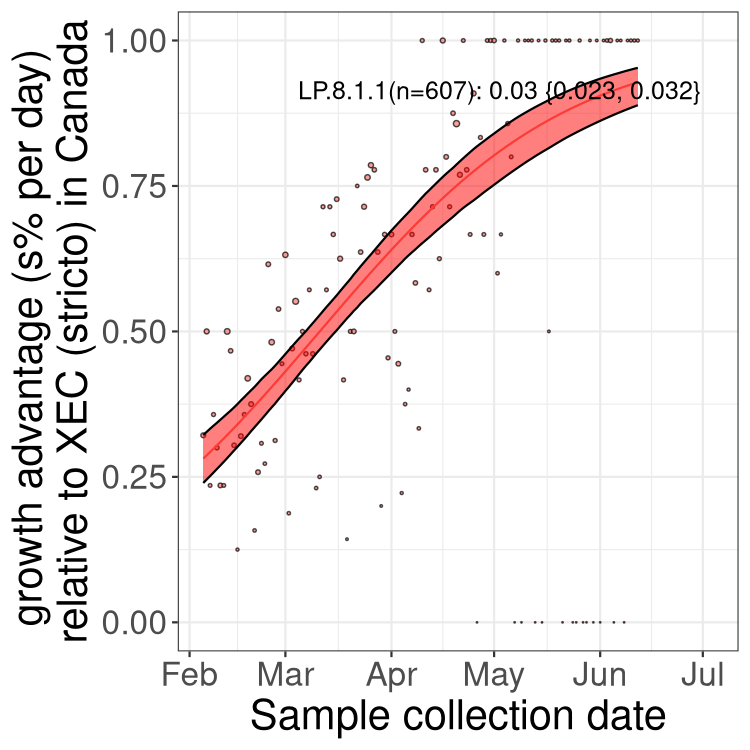 growth advantage (s% per day)
relative to XEC (stricto) in Canada
1.00
0.75
0.50
0.25
0.00
LP.8.1.1(n=607): 0.03 {0.023, 0.032}
Feb Mar Apr May Jun Jul
Sample collection date